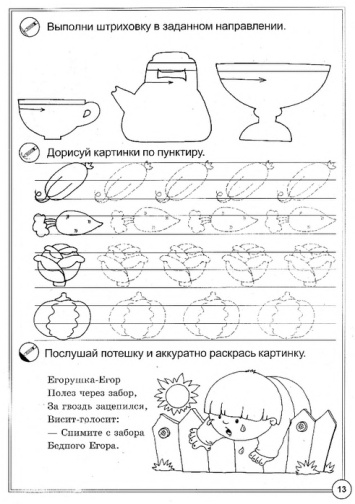 Выполни штриховку в заданном направлении.
Дорисуй картинки по пунктиру.
Послушай потешку и аккуратно раскрась картинку.
Егорушка-Егор
Полез через забор,
За гвоздь зацепился,
Висит-голосит:
— Снимите с забора
Бедного Егора.
13